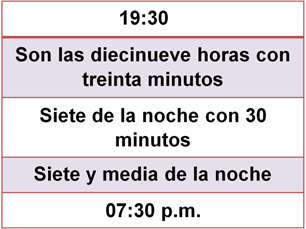 19:30
Son las diecinueve horas con
treinta minutos
Siete de la noche con 30
minutos
Siete y media de la noche
07:30 p.m.